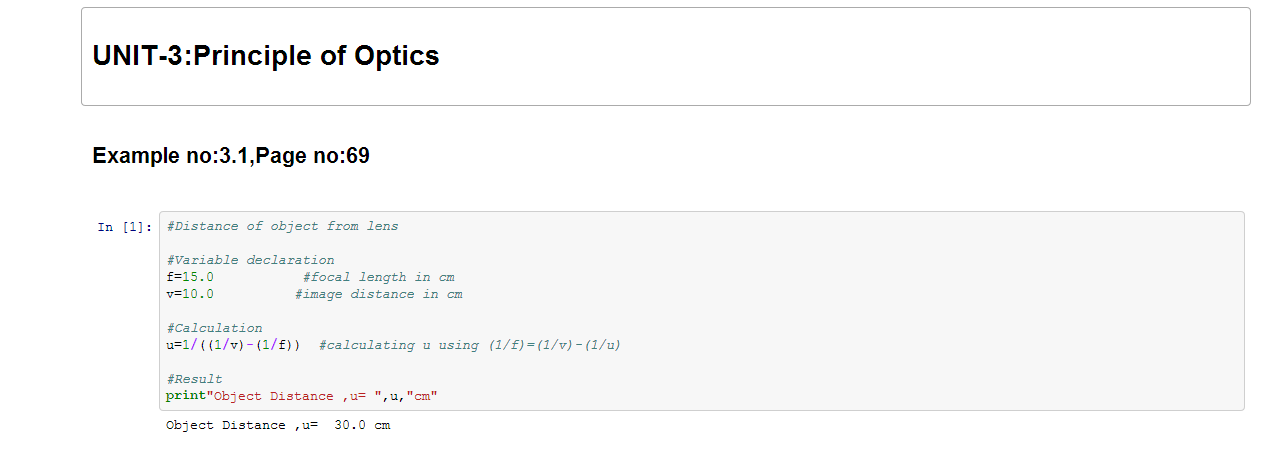 UNIT-3:Principle of Optics
Example no:3.1,Page no:69
In [1]: #Distance of object from lens
#Variable declaration
f=15.0 #focal length in cm
v=10.0 #image distance in cm
#Calculation
u=1/((1/v)-(1/f)) #calculating u using (1/f)=(1/v)-(1/u)
#Result
print"Object Distance ,u= ",u,"cm"
Object Distance ,u=  30.0 cm